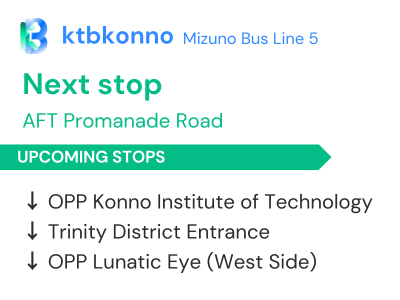 ktbkonno Mizuno Bus Line 5
Next stop
AFT Promanade Road
UPCOMING STOPS
↓ OPP Konno Institute of Technology
↓ Trinity District Entrance
↓ OPP Lunatic Eye (West Side)